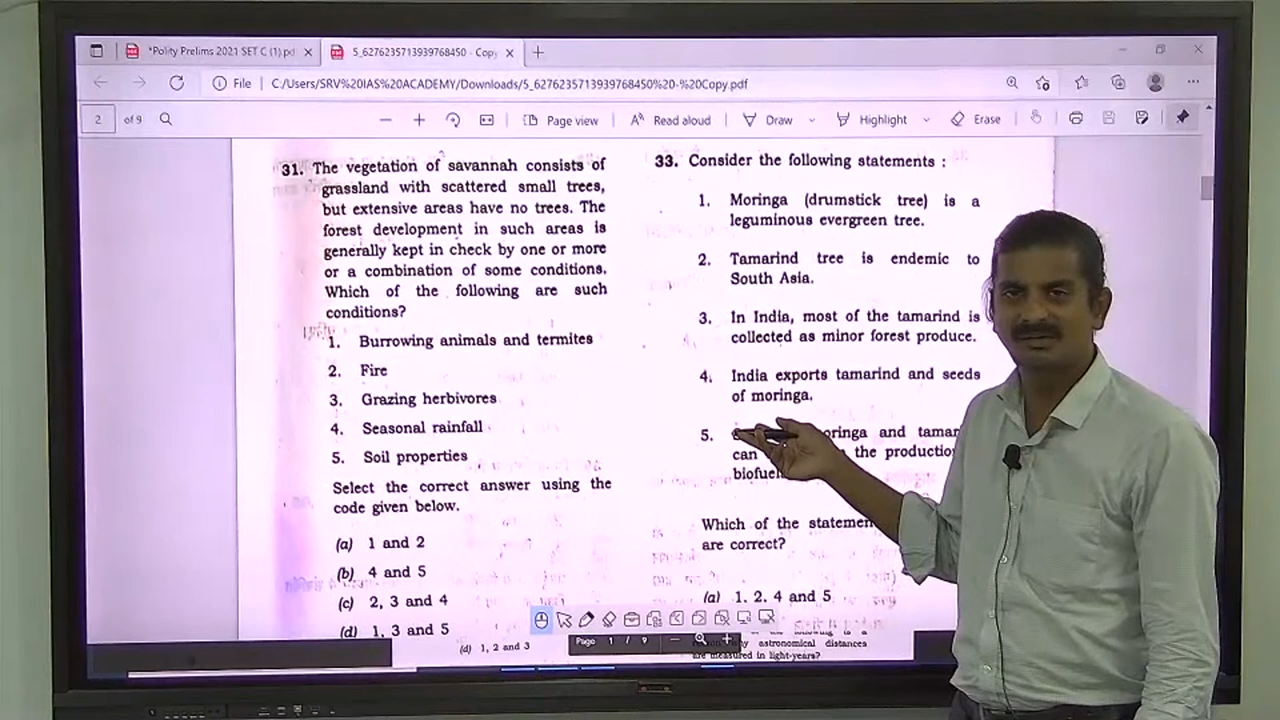 *Polity Prelims 2021 SET C (1).pd
5_6276235713939768450 - Copy
File
C:/Users/SRV%20IAS%20ACADEMY/Downloads/5_6276235713939768450%20-%20Copy.pdf
2 of 9
Page view
Read aloud
Draw
Highlight
Erase
31. The vegetation of savannah consists of
grassland with scattered small trees,
but extensive areas have no trees. The
forest development in such areas is
generally kept in check by one or more
or a combination of some conditions.
Which of the following are such
conditions?
1. Burrowing animals and termites
2. Fire
3. Grazing herbivores
4. Seasonal rainfall
5. Soil properties
Select the correct answer using the
code given below.
(a) 1 and 2
(b) 4 and 5
(c) 2, 3 and 4
(d) 1, 3 and 5
33. Consider the following statements :
1. Moringa (drumstick tree) is a
leguminous evergreen tree.
2. Tamarind tree is endemic to
South Asia.
3. In India, most of the tamarind is
collected as minor forest produce.
4. India exports tamarind and seeds
of moringa.
5. and
can the
Which of the
are correct?
(a) 1, 2, 4 and 5
Page 1 / 9
(d) 1, 2 and 3
astronomical distances
are measured in light-years?